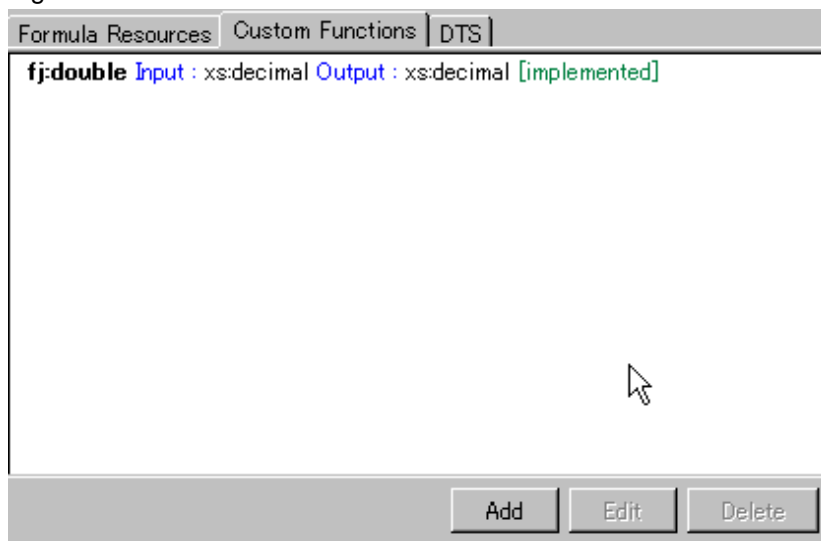 Formula Resources Custom Functions DTS
fj:double Input : xs:decimal Output : xs:decimal [implemented]
Add Edit Delete